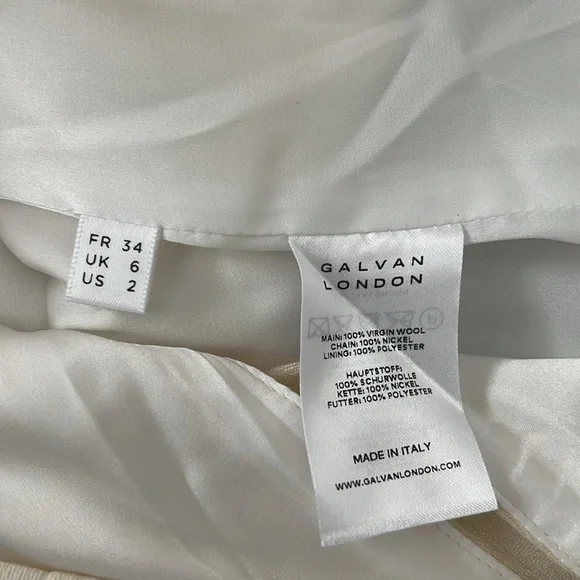 FR 34
UK 6
US 2
GALVAN
LONDON
MAIN: 100% VIRGIN WOOL
CHAIN: 100% NICKEL
LINING: 100% POLYESTER
HAUPTSTOFF:
100% SCHURWOLLE
KETTE: 100% NICKEL
FUTTER: 100% POLYESTER
MADE IN ITALY
WWW.GALVANLONDON.COM